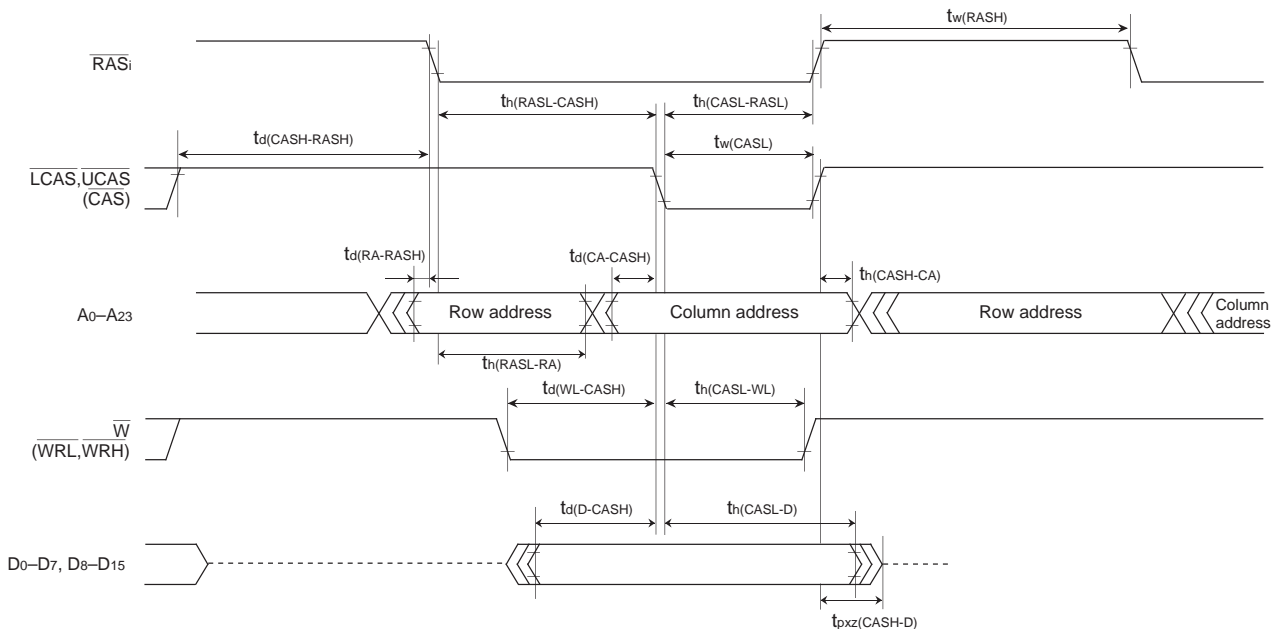 tw(RASH)
RASi
th(RASL-CASH)
th(CASL-RASL)
td(CASH-RASH)
tw(CASL)
LCAS,UCAS
(CAS)
td(RA-RASH)
td(CA-CASH)
th(CASH-CA)
A0–A23
Row address
Column address
Row address
Column
address
th(RASL-RA)
td(WL-CASH)
th(CASL-WL)
W
(WRL,WRH)
td(D-CASH)
th(CASL-D)
D0–D7, D8–D15
tpxz(CASH-D)